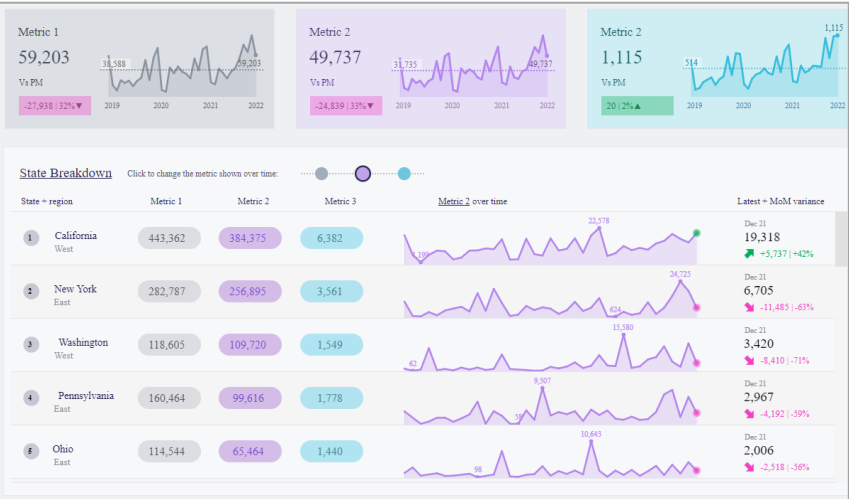 Metric 1
59,203
Vs PM
-27,938 | 32%▼
38,588
59,203
2019 2020 2021 2022
Metric 2
49,737
Vs PM
-24,839 | 33%▼
31,735
49,737
2019 2020 2021 2022
Metric 2
1,115
Vs PM
20 | 2%▲
514
1,115
2019 2020 2021 2022
State Breakdown Click to change the metric shown over time:
State + region Metric 1 Metric 2 Metric 3 Metric 2 over time Latest + MoM variance
1 California West 443,362 384,375 6,382
1,199 22,578
Dec 21
19,318
+5,737 | +42%
2 New York East 282,787 256,895 3,561
624 24,725
Dec 21
6,705
-11,485 | -63%
3 Washington West 118,605 109,720 1,549
62 15,580
Dec 21
3,420
-8,410 | -71%
4 Pennsylvania East 160,464 99,616 1,778
9,507
Dec 21
2,967
-4,192 | -59%
5 Ohio East 114,544 65,464 1,440
98 10,645
Dec 21
2,006
-2,518 | -56%